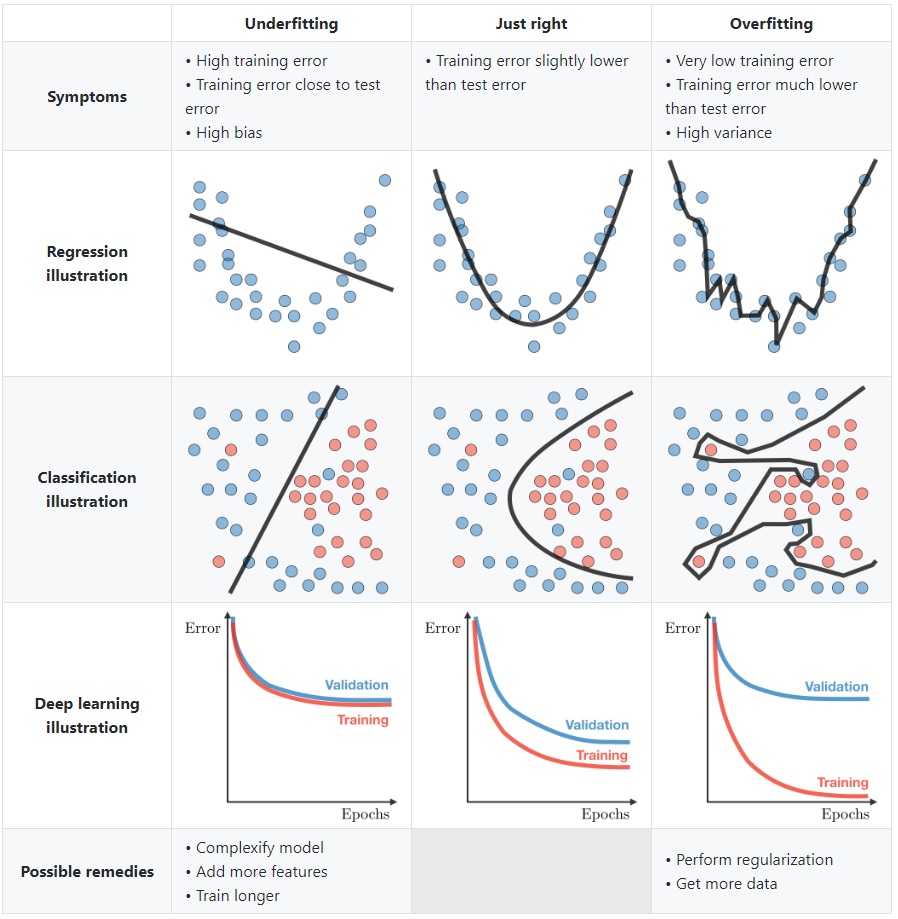 Underfitting
Just right
Overfitting
Symptoms
• High training error
• Training error close to test
error
• High bias
• Training error slightly lower
than test error
• Very low training error
• Training error much lower
than test error
• High variance
Regression
illustration
Classification
illustration
Deep learning
illustration
Error
Validation
Training
Epochs
Error
Validation
Training
Epochs
Error
Validation
Training
Epochs
Possible remedies
• Complexify model
• Add more features
• Train longer
• Perform regularization
• Get more data